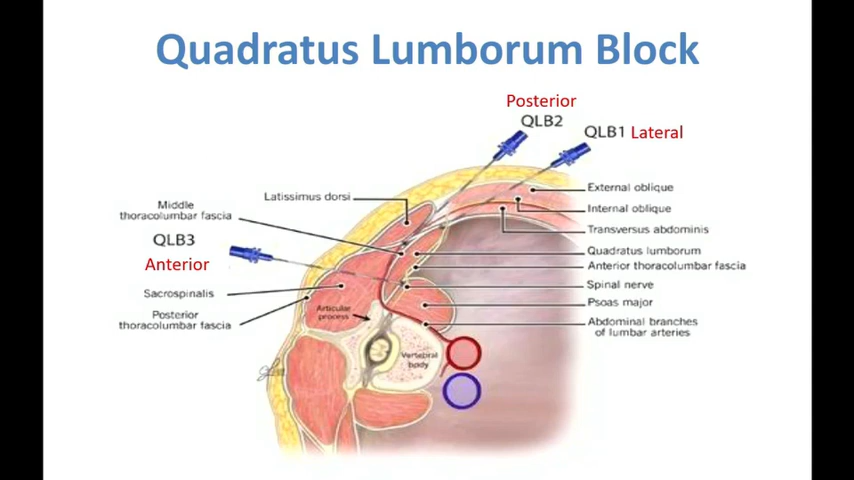 Quadratus Lumborum Block
Posterior
QLB2
QLB1 Lateral
External oblique
Internal oblique
Transversus abdominis
Quadratus lumborum
Anterior thoracolumbar fascia
Spinal nerve
Psoas major
Abdominal branches
of lumbar arteries
Latissimus dorsi
Middle
thoracolumbar fascia
QLB3
Anterior
Sacrospinalis
Posterior
thoracolumbar fascia
Articular
process
Vertebral
body